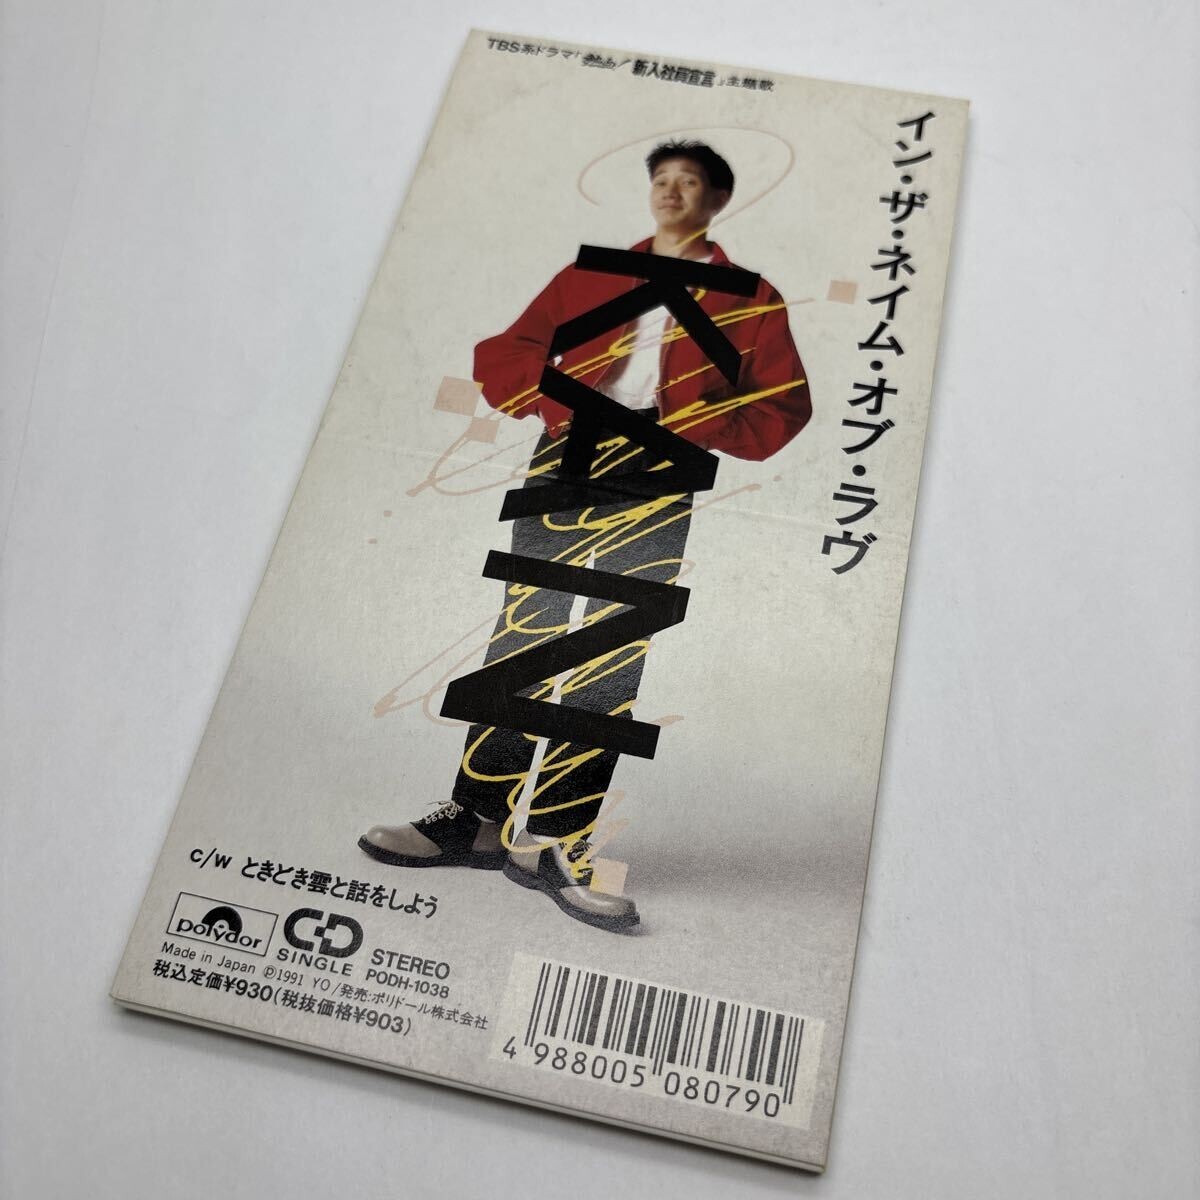 TBS系ドラマ「 新入社員宣言」主題歌
イン・ザ・ネイム・オブ・ラヴ
KAN
c/w ときどき雲と話をしよう
polydor
CD
SINGLE
STEREO
PODH-1038
Made in Japan Ⓟ1991 YO/発売:ポリドール株式会社
税込定価¥930(税抜価格¥903)
4 988005 080790